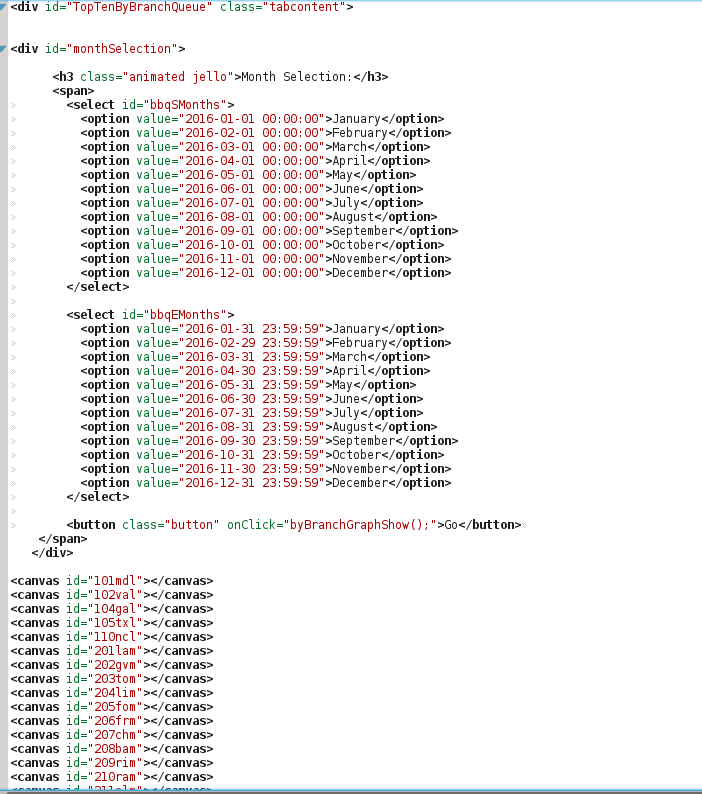 <div id="TopTenByBranchQueue" class="tabcontent">
<div id="monthSelection">
<h3 class="animated jello">Month Selection:</h3>
<span>
<select id="bbqSMonths">
<option value="2016-01-01 00:00:00">January</option>
<option value="2016-02-01 00:00:00">February</option>
<option value="2016-03-01 00:00:00">March</option>
<option value="2016-04-01 00:00:00">April</option>
<option value="2016-05-01 00:00:00">May</option>
<option value="2016-06-01 00:00:00">June</option>
<option value="2016-07-01 00:00:00">July</option>
<option value="2016-08-01 00:00:00">August</option>
<option value="2016-09-01 00:00:00">September</option>
<option value="2016-10-01 00:00:00">October</option>
<option value="2016-11-01 00:00:00">November</option>
<option value="2016-12-01 00:00:00">December</option>
</select>
<select id="bbqEMonths">
<option value="2016-01-31 23:59:59">January</option>
<option value="2016-02-29 23:59:59">February</option>
<option value="2016-03-31 23:59:59">March</option>
<option value="2016-04-30 23:59:59">April</option>
<option value="2016-05-31 23:59:59">May</option>
<option value="2016-06-30 23:59:59">June</option>
<option value="2016-07-31 23:59:59">July</option>
<option value="2016-08-31 23:59:59">August</option>
<option value="2016-09-30 23:59:59">September</option>
<option value="2016-10-31 23:59:59">October</option>
<option value="2016-11-30 23:59:59">November</option>
<option value="2016-12-31 23:59:59">December</option>
</select>
<button class="button" onClick="byBranchGraphShow();">Go</button>
</span>
</div>
<canvas id="101mdl"></canvas>
<canvas id="102val"></canvas>
<canvas id="104gal"></canvas>
<canvas id="105txl"></canvas>
<canvas id="110ncl"></canvas>
<canvas id="201lam"></canvas>
<canvas id="202gvm"></canvas>
<canvas id="203tom"></canvas>
<canvas id="204lim"></canvas>
<canvas id="205fom"></canvas>
<canvas id="206frm"></canvas>
<canvas id="207chm"></canvas>
<canvas id="208bam"></canvas>
<canvas id="209rim"></canvas>
<canvas id="210ram"></canvas>